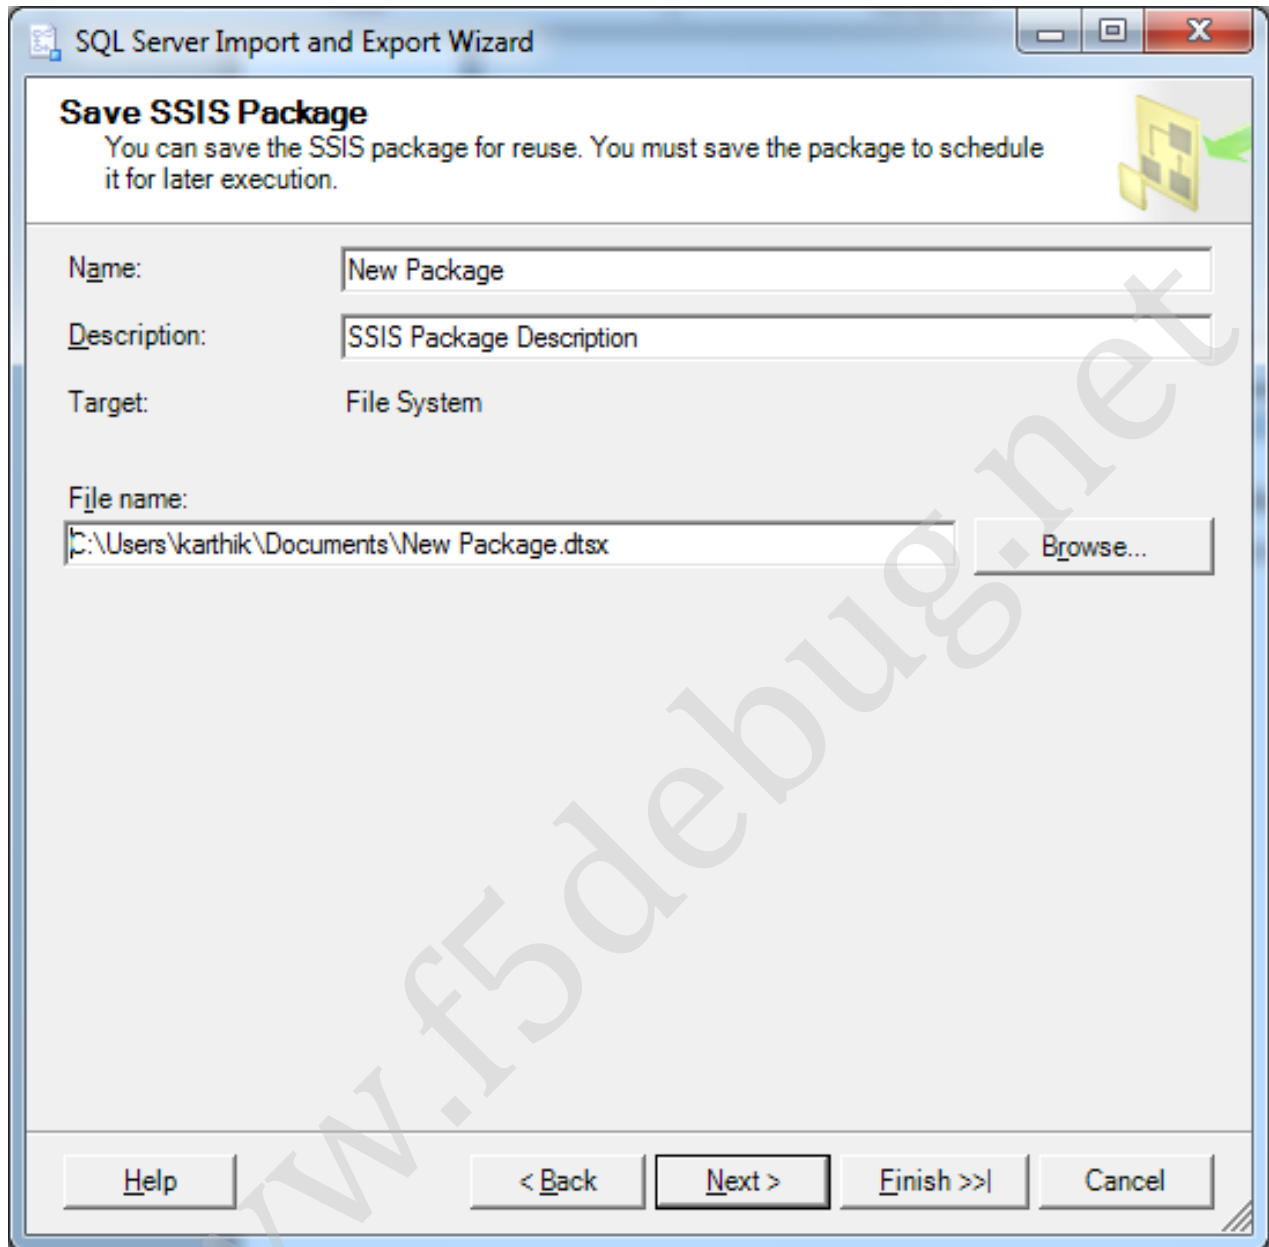 SQL Server Import and Export Wizard
Save SSIS Package
You can save the SSIS package for reuse. You must save the package to schedule
it for later execution.
Name: New Package
Description: SSIS Package Description
Target: File System
File name:
C:\Users\karthik\Documents\New Package.dtsx Browse...
Help < Back Next > Finish >>| Cancel
w.f5debug.net